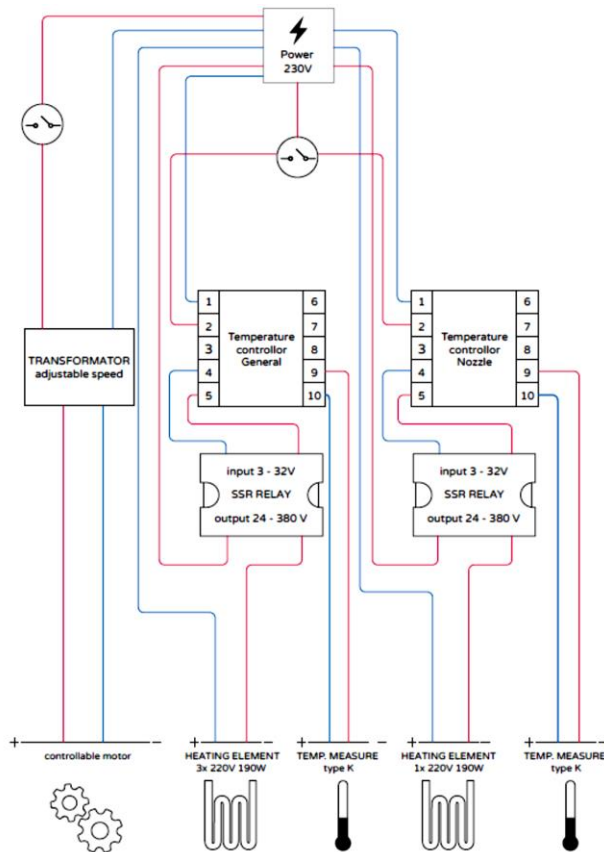 Power
230V
1
2
3
4
5
Temperature
controllor
General
6
7
8
9
10
1
2
3
4
5
Temperature
controllor
Nozzle
6
7
8
9
10
TRANSFORMATOR
adjustable speed
input 3 - 32V
SSR RELAY
output 24 - 380 V
input 3 - 32V
SSR RELAY
output 24 - 380 V
+ −
controllable motor
+ −
HEATING ELEMENT
3x 220V 190W
+ −
TEMP. MEASURE
type K
+ −
HEATING ELEMENT
1x 220V 190W
+ −
TEMP. MEASURE
type K